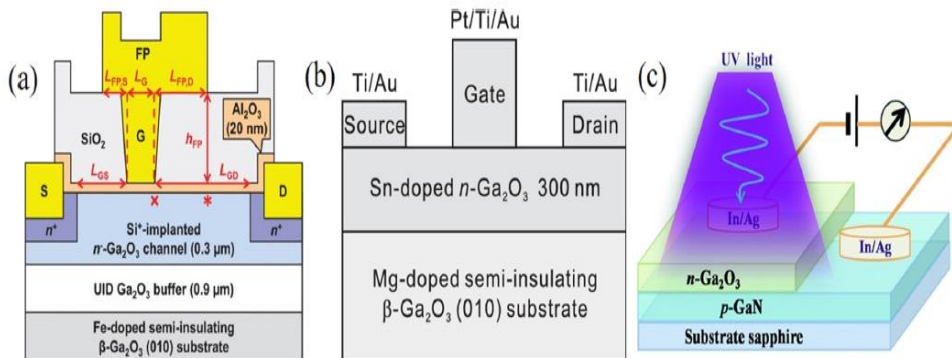 (a)
FP
L_FP,S
L_G
L_FP,D
Al₂O₃
(20 nm)
SiO₂
G
h_FP
L_GS
L_GD
S
D
n⁺
n⁺
Si⁺-implanted
n-Ga₂O₃ channel (0.3 μm)
UID Ga₂O₃ buffer (0.9 μm)
Fe-doped semi-insulating
β-Ga₂O₃ (010) substrate
(b)
Pt/Ti/Au
Ti/Au
Ti/Au
Gate
Source
Drain
Sn-doped n-Ga₂O₃ 300 nm
Mg-doped semi-insulating
β-Ga₂O₃ (010) substrate
(c)
UV light
In/Ag
In/Ag
n-Ga₂O₃
p-GaN
Substrate sapphire